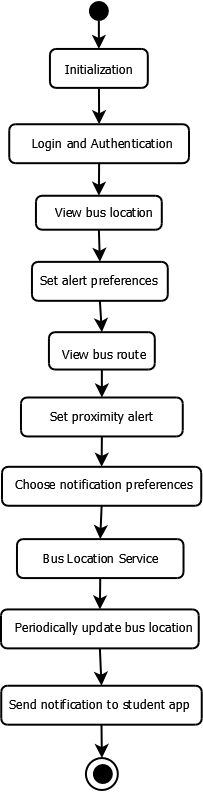 Initialization
Login and Authentication
View bus location
Set alert preferences
View bus route
Set proximity alert
Choose notification preferences
Bus Location Service
Periodically update bus location
Send notification to student app